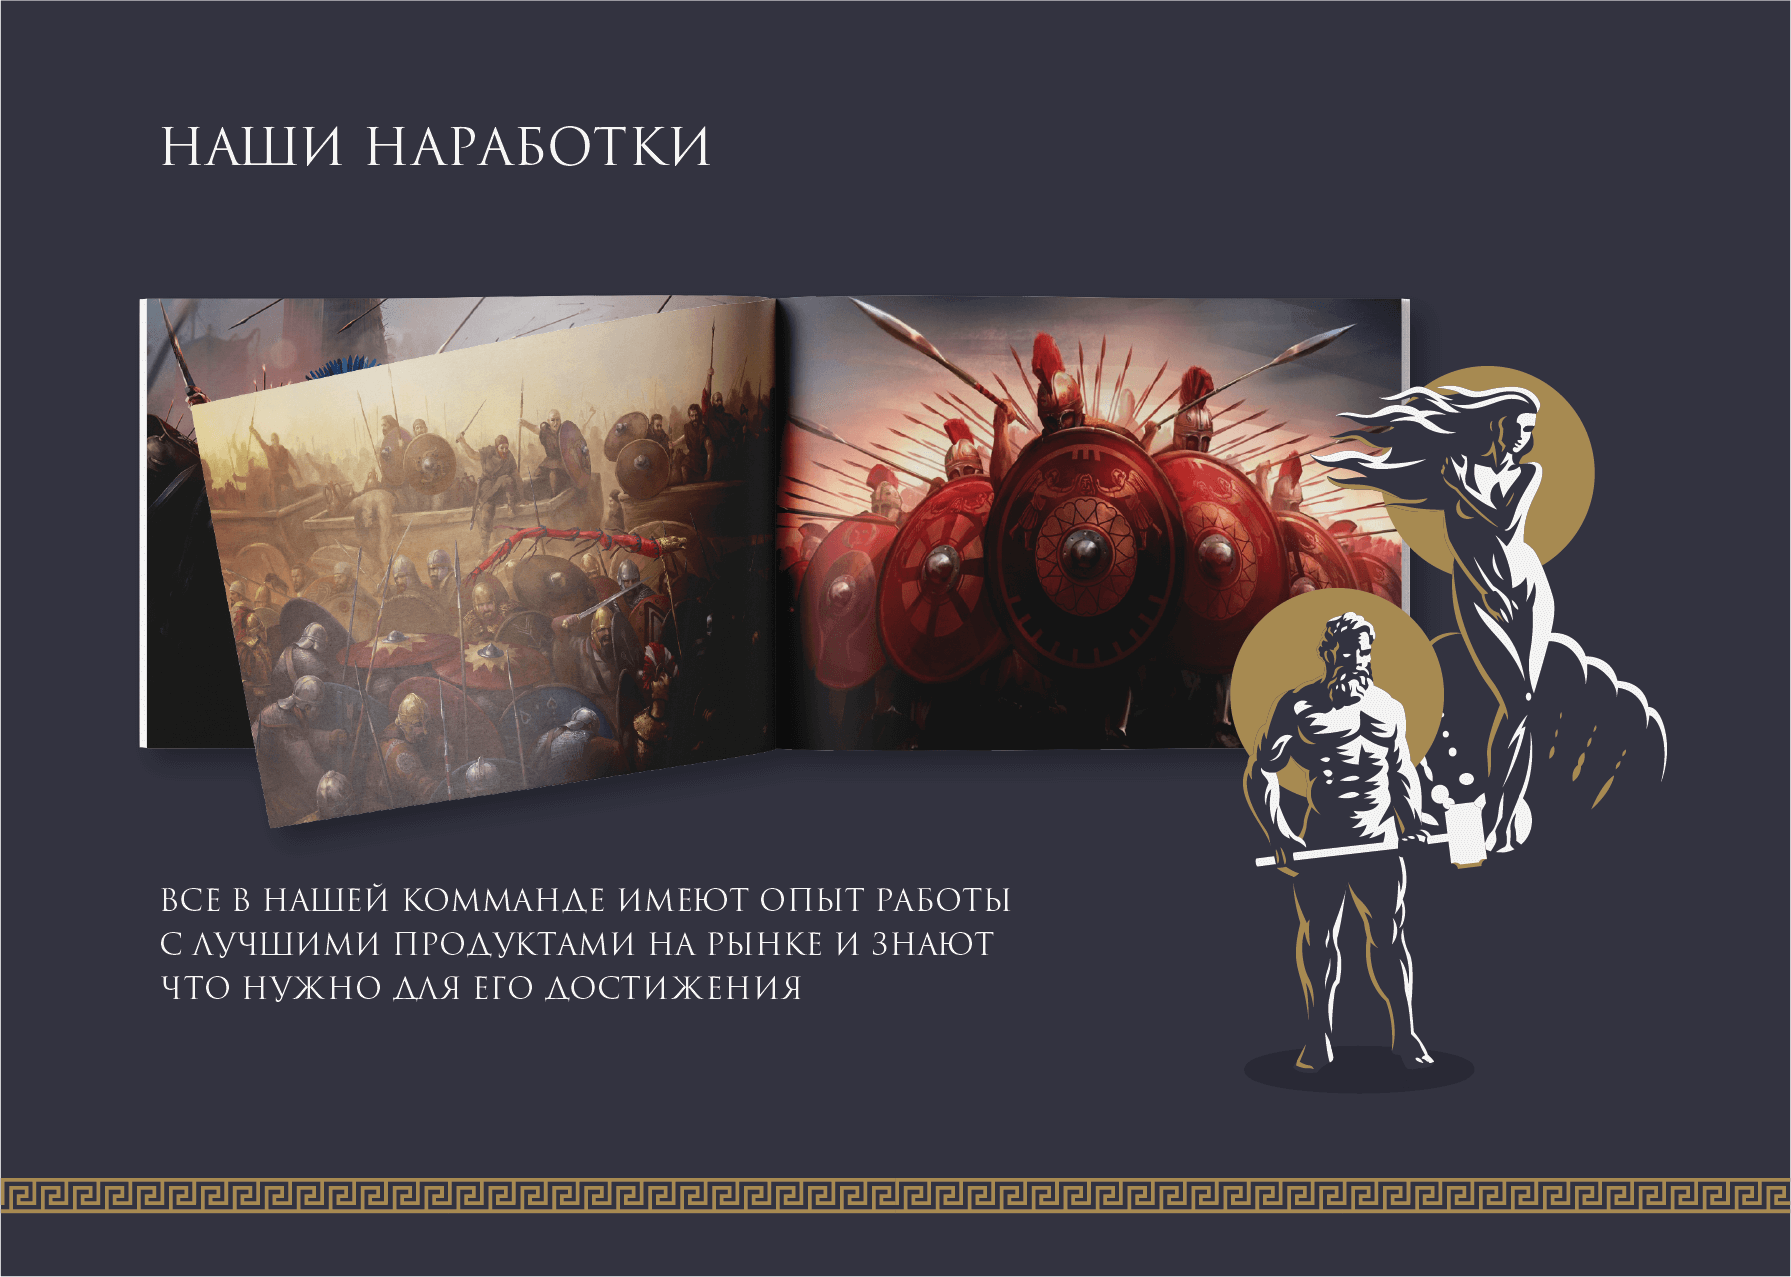 НАШИ НАРАБОТКИ
ВСЕ В НАШЕЙ КОММАНДЕ ИМЕЮТ ОПЫТ РАБОТЫ
С ЛУЧШИМИ ПРОДУКТАМИ НА РЫНКЕ И ЗНАЮТ
ЧТО НУЖНО ДЛЯ ЕГО ДОСТИЖЕНИЯ